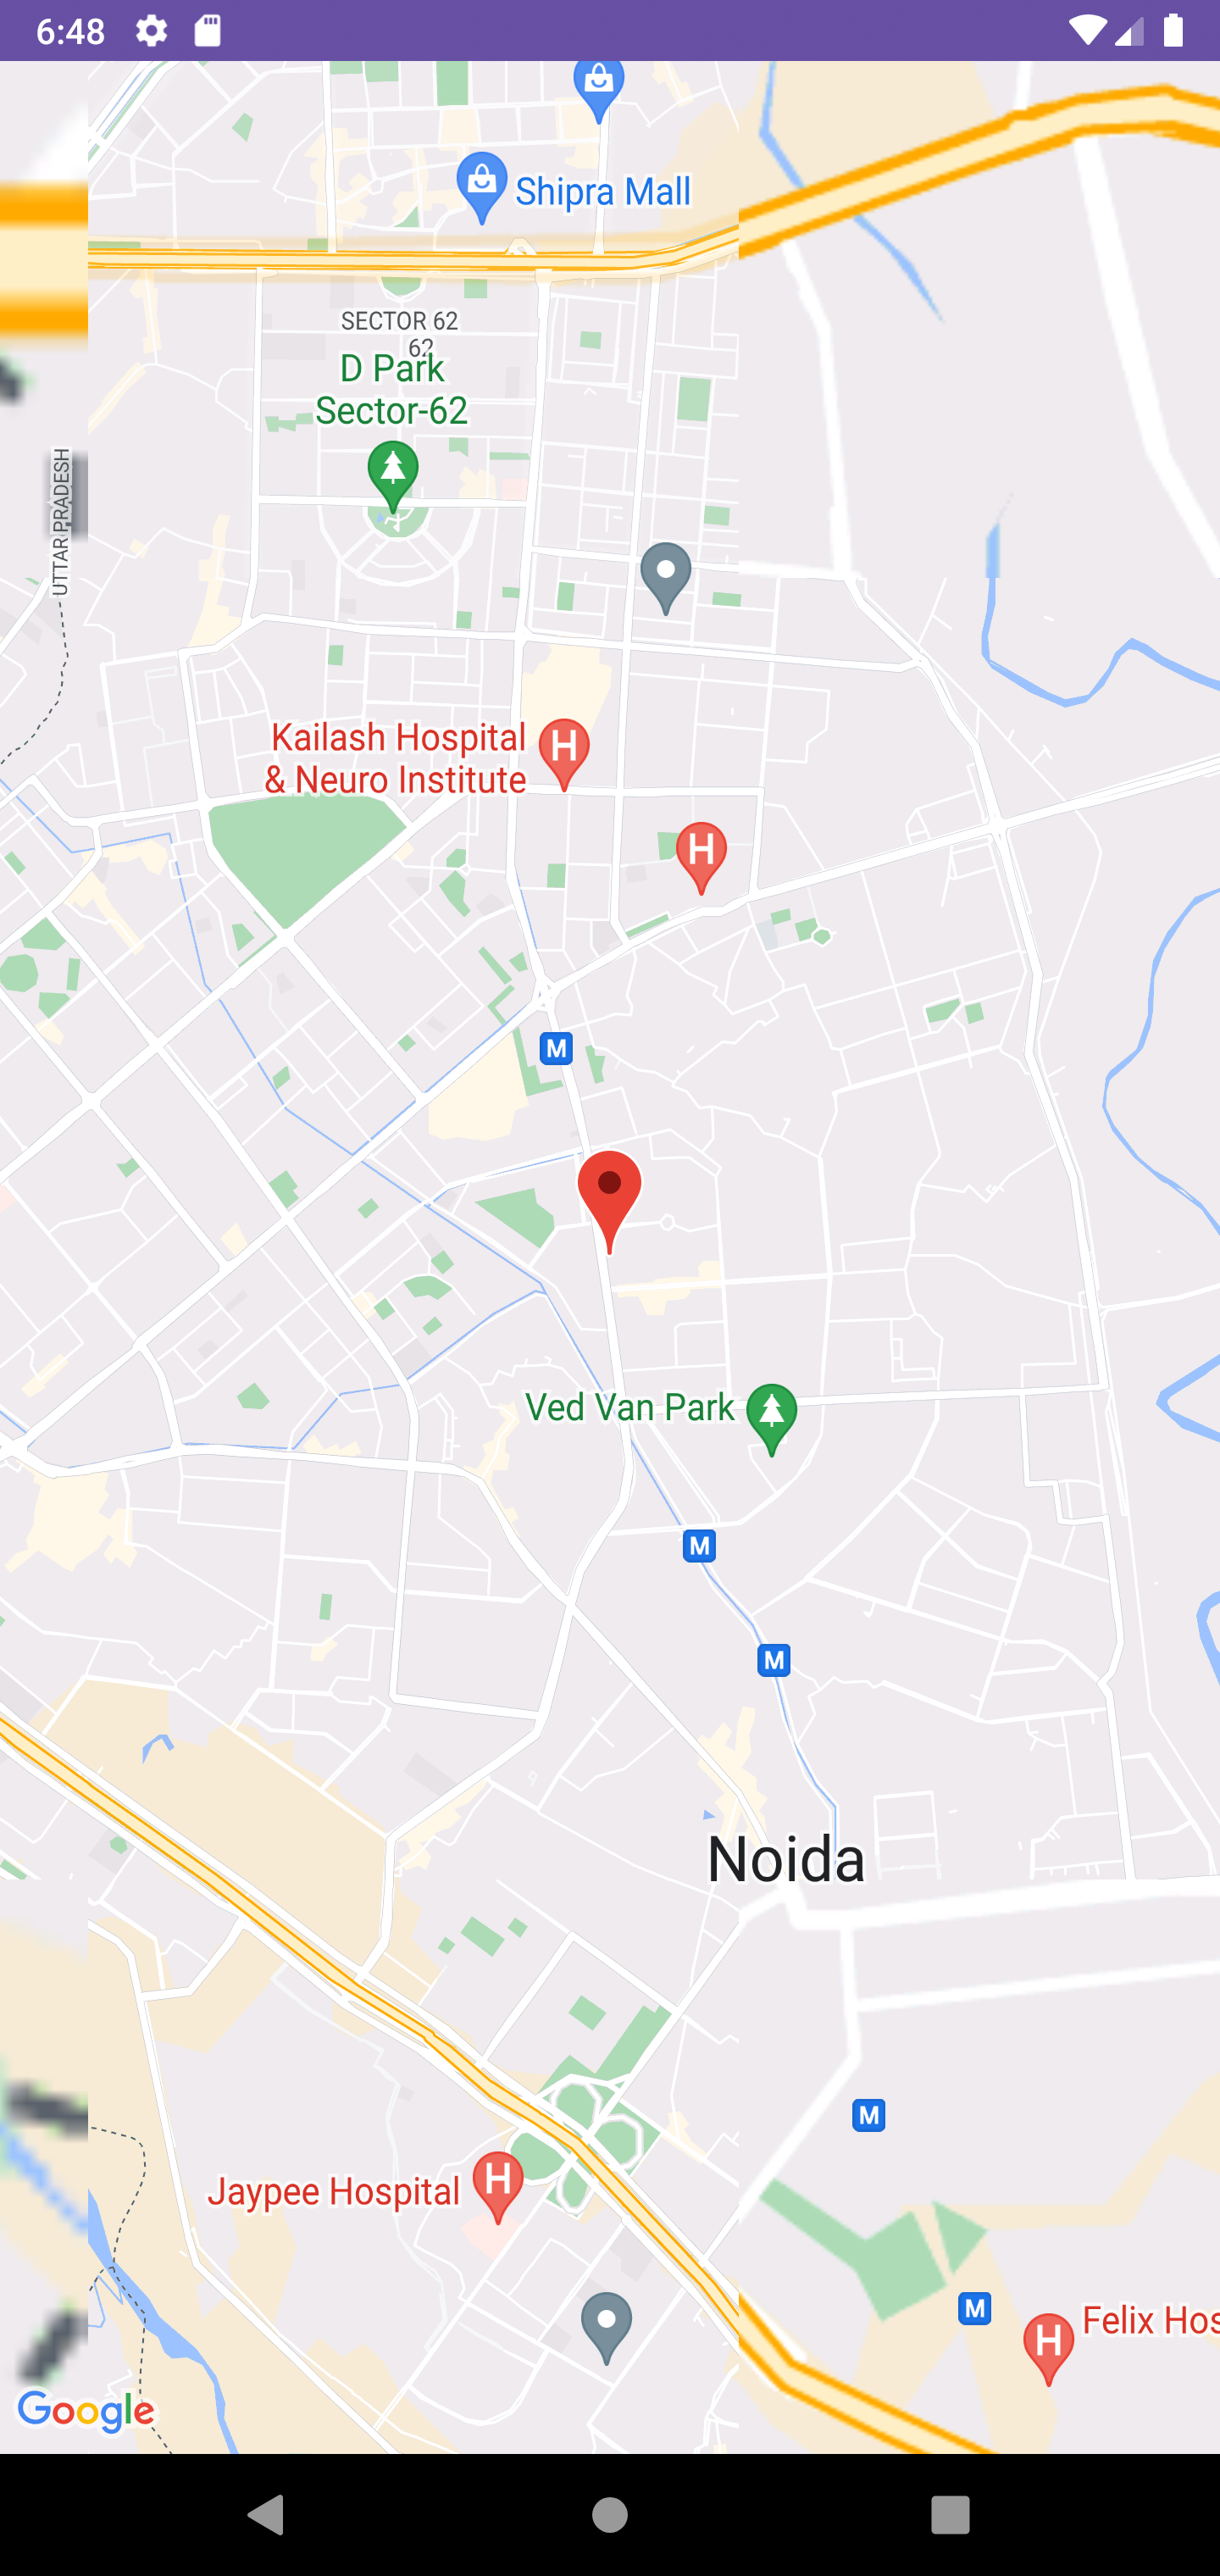 6:48
Shipra Mall
SECTOR 62
62
D Park
Sector-62
UTTAR PRADESH
Kailash Hospital
& Neuro Institute
H
H
M
Ved Van Park
M
M
Noida
M
Jaypee Hospital
H
M
Felix Hos
H
Google